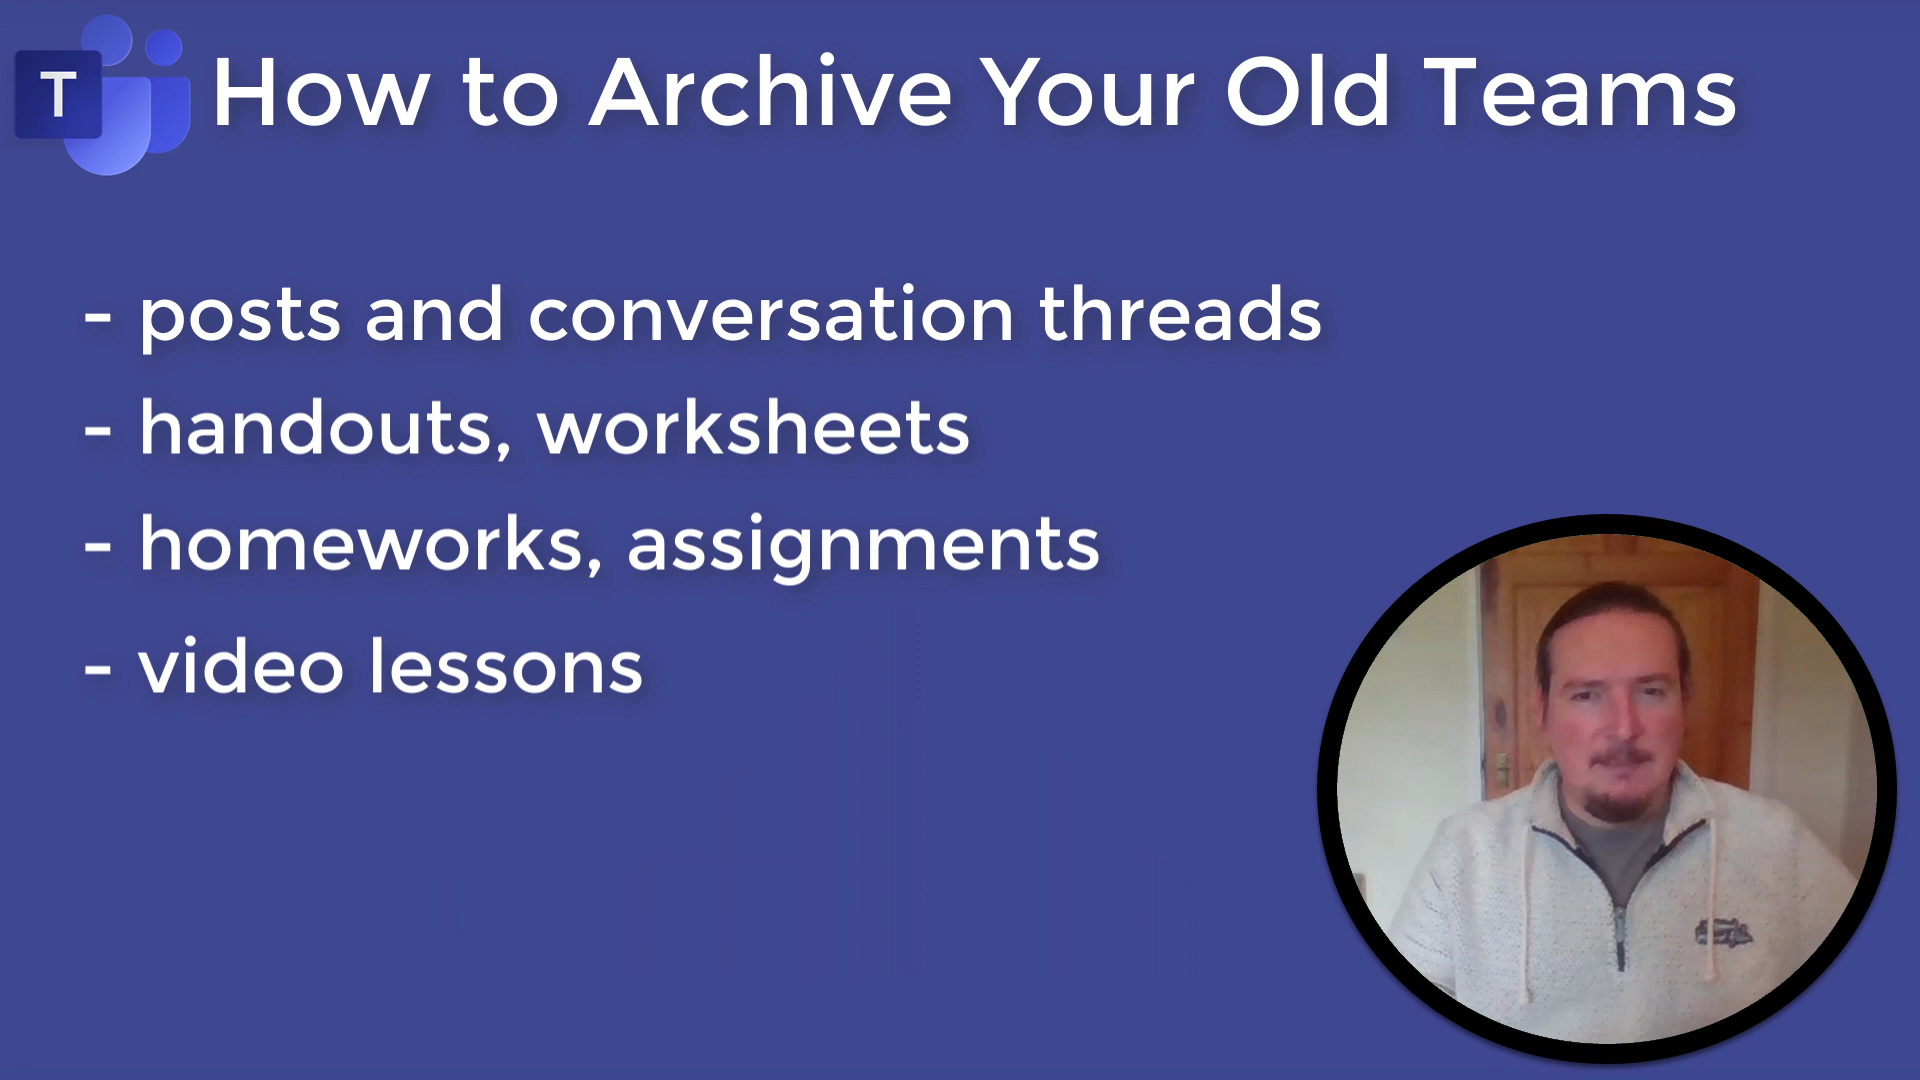 T
How to Archive Your Old Teams
- posts and conversation threads
- handouts, worksheets
- homeworks, assignments
- video lessons